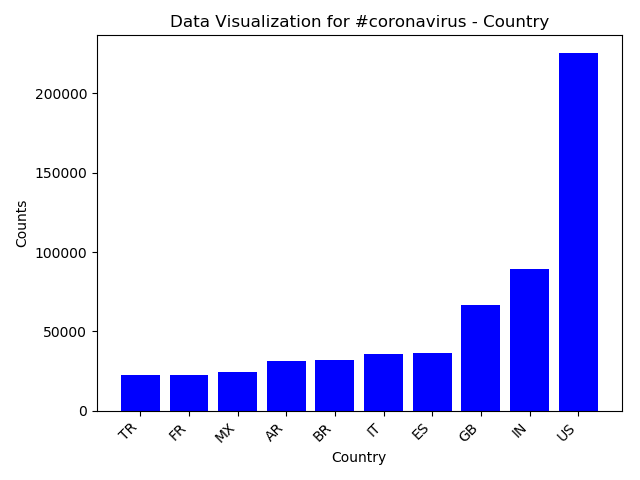 Data Visualization for #coronavirus - Country
200000
150000
100000
50000
0
Counts
TR FR MX AR BR IT ES GB IN US
Country